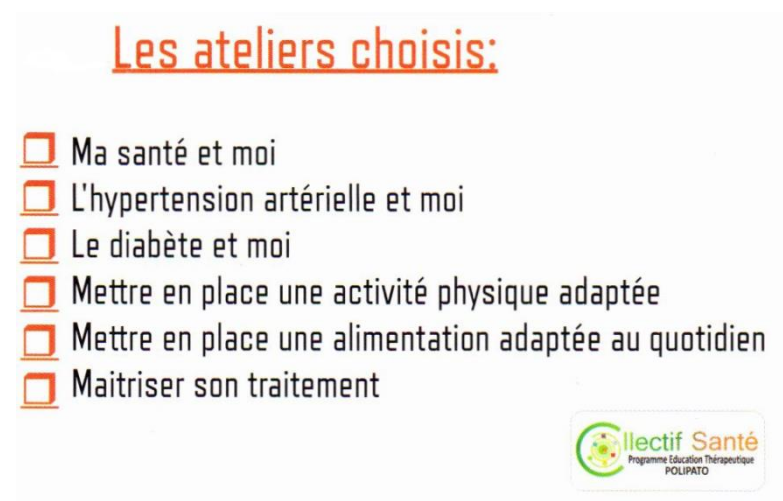 Les ateliers choisis:
Ma santé et moi
L'hypertension artérielle et moi
Le diabète et moi
Mettre en place une activité physique adaptée
Mettre en place une alimentation adaptée au quotidien
Maitriser son traitement
Collectif Santé
Programme Education Thérapeutique
POLIPATO